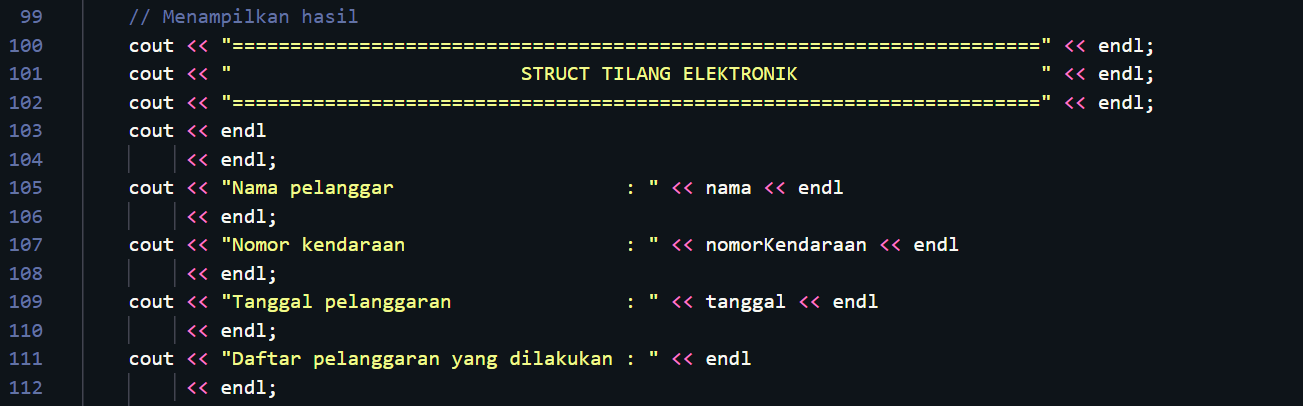 99 // Menampilkan hasil
100 cout << "======================================================================" << endl;
101 cout << "                         STRUCT TILANG ELEKTRONIK                     " << endl;
102 cout << "======================================================================" << endl;
103 cout << endl
104 << endl;
105 cout << "Nama pelanggar                    : " << nama << endl
106 << endl;
107 cout << "Nomor kendaraan                   : " << nomorKendaraan << endl
108 << endl;
109 cout << "Tanggal pelanggaran               : " << tanggal << endl
110 << endl;
111 cout << "Daftar pelanggaran yang dilakukan : " << endl
112 << endl;